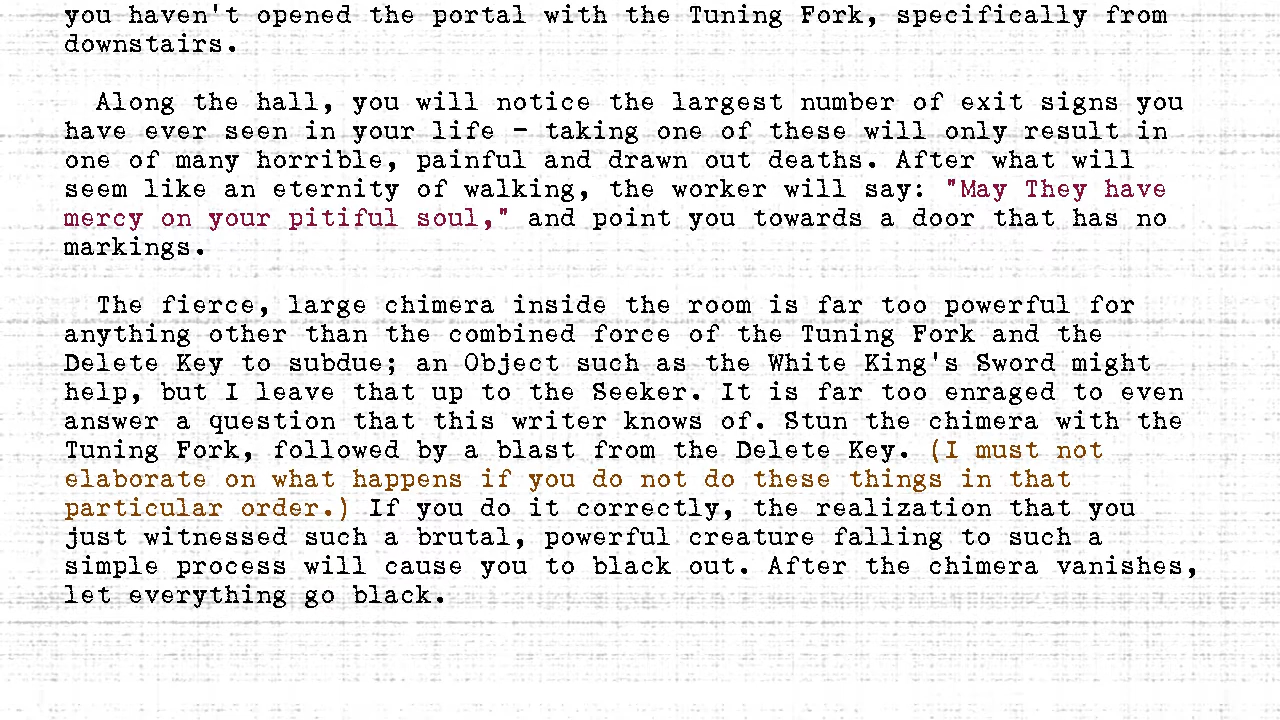 you haven't opened the portal with the Tuning Fork, specifically from
downstairs.
Along the hall, you will notice the largest number of exit signs you
have ever seen in your life - taking one of these will only result in
one of many horrible, painful and drawn out deaths. After what will
seem like an eternity of walking, the worker will say: "May They have
mercy on your pitiful soul," and point you towards a door that has no
markings.
The fierce, large chimera inside the room is far too powerful for
anything other than the combined force of the Tuning Fork and the
Delete Key to subdue; an Object such as the White King's Sword might
help, but I leave that up to the Seeker. It is far too enraged to even
answer a question that this writer knows of. Stun the chimera with the
Tuning Fork, followed by a blast from the Delete Key. (I must not
elaborate on what happens if you do not do these things in that
particular order.) If you do it correctly, the realization that you
just witnessed such a brutal, powerful creature falling to such a
simple process will cause you to black out. After the chimera vanishes,
let everything go black.